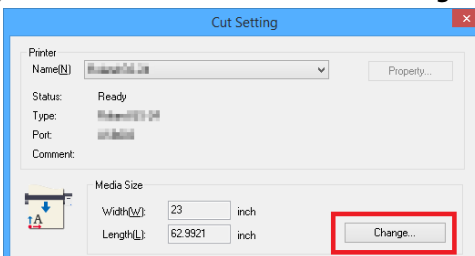 Cut Setting
Printer
Name(N)
Property...
Status: Ready
Type:
Port:
Comment:
Media Size
Width(W): 23 inch
Length(L): 62.9921 inch
Change...
A